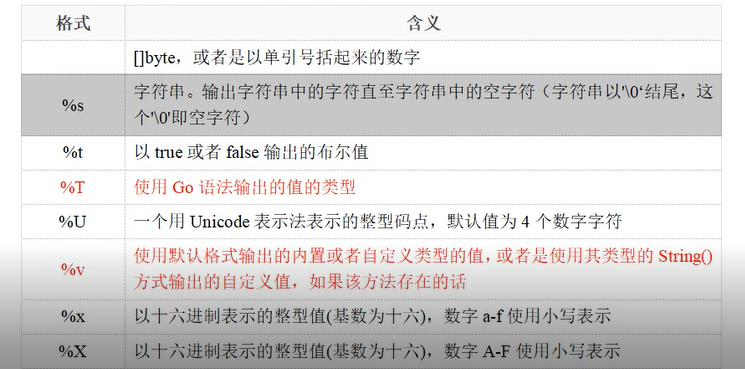 格式 含义
[]byte，或者是以单引号括起来的数字
%s 字符串。输出字符串中的字符直至字符串中的空字符（字符串以'\0‘结尾，这
个'\0'即空字符）
%t 以 true 或者 false 输出的布尔值
%T 使用 Go 语法输出的值的类型
%U 一个用 Unicode 表示法表示的整型码点，默认值为 4 个数字字符
%v 使用默认格式输出的内置或者自定义类型的值，或者是使用其类型的 String()
方式输出的自定义值，如果该方法存在的话
%x 以十六进制表示的整型值(基数为十六)，数字 a-f 使用小写表示
%X 以十六进制表示的整型值(基数为十六)，数字 A-F 使用小写表示